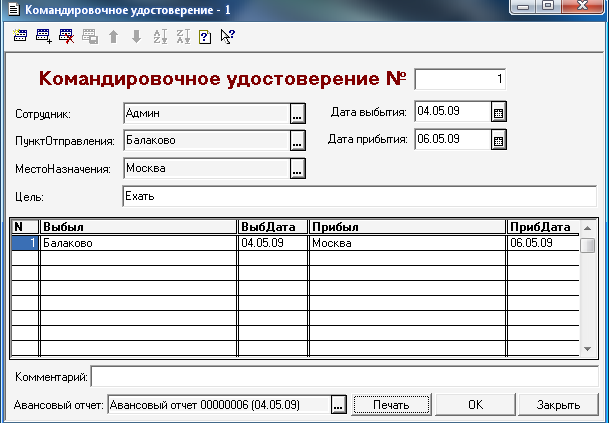 Командировочное удостоверение - 1
Командировочное удостоверение № 1
Сотрудник: Админ Дата выбытия: 04.05.09
ПунктОтправления: Балаково Дата прибытия: 06.05.09
МестоНазначения: Москва
Цель: Ехать
N Выбыл ВыбДата Прибыл ПрибДата
1 Балаково 04.05.09 Москва 06.05.09
Комментарий:
Авансовый отчет: Авансовый отчет 00000006 (04.05.09) ... Печать OK Закрыть